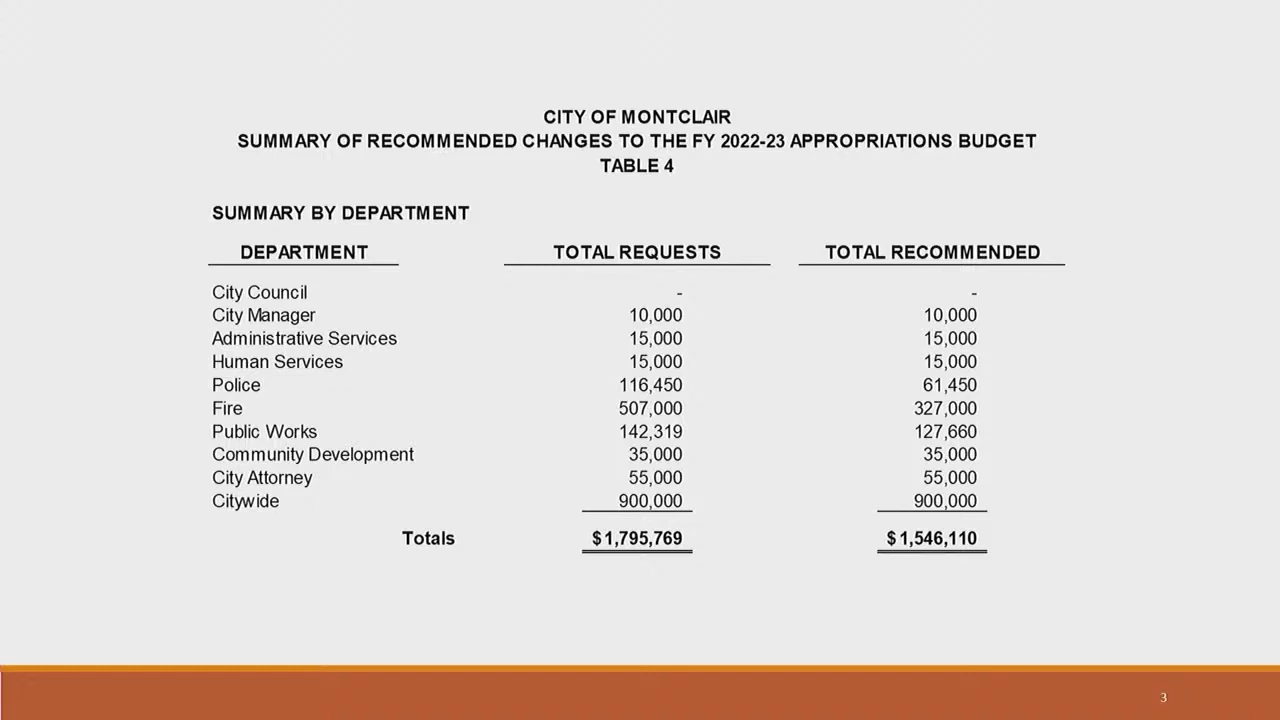 CITY OF MONTCLAIR
SUMMARY OF RECOMMENDED CHANGES TO THE FY 2022-23 APPROPRIATIONS BUDGET
TABLE 4
SUMMARY BY DEPARTMENT
DEPARTMENT TOTAL REQUESTS TOTAL RECOMMENDED
City Council - -
City Manager 10,000 10,000
Administrative Services 15,000 15,000
Human Services 15,000 15,000
Police 116,450 61,450
Fire 507,000 327,000
Public Works 142,319 127,660
Community Development 35,000 35,000
City Attorney 55,000 55,000
Citywide 900,000 900,000
Totals $1,795,769 $1,546,110
3